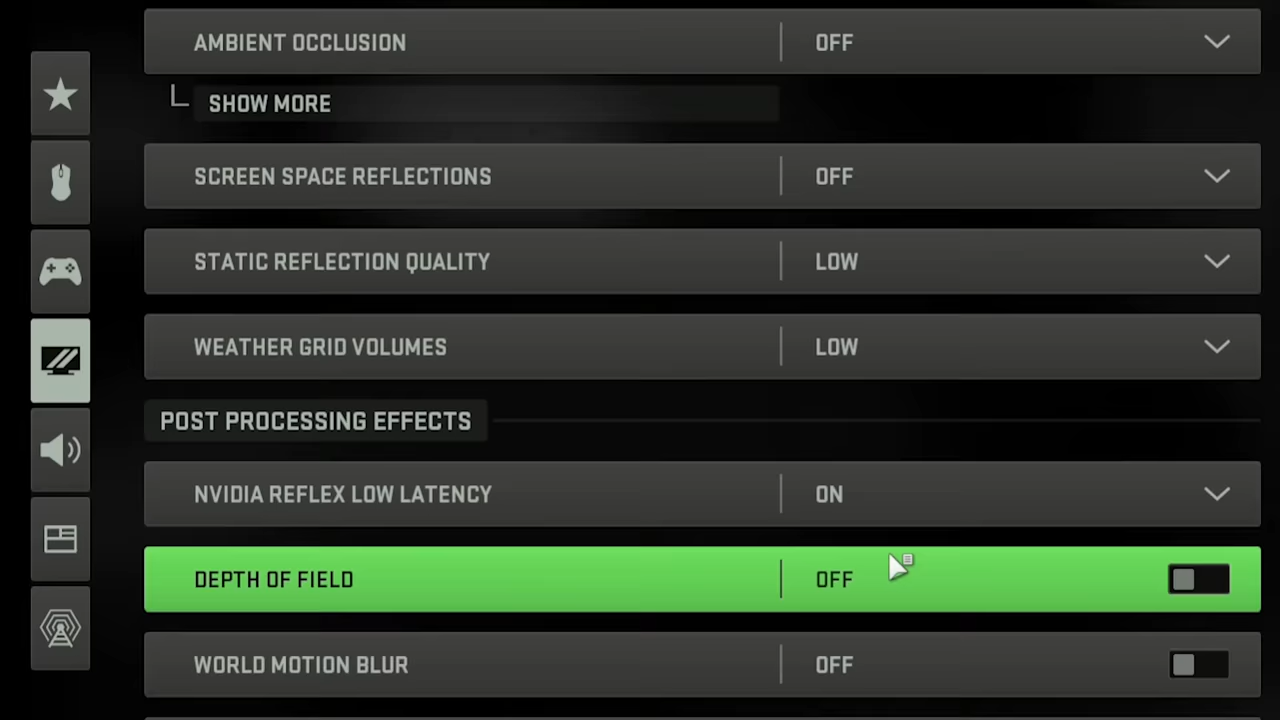 AMBIENT OCCLUSION OFF
SHOW MORE
SCREEN SPACE REFLECTIONS OFF
STATIC REFLECTION QUALITY LOW
WEATHER GRID VOLUMES LOW
POST PROCESSING EFFECTS
NVIDIA REFLEX LOW LATENCY ON
DEPTH OF FIELD OFF
WORLD MOTION BLUR OFF